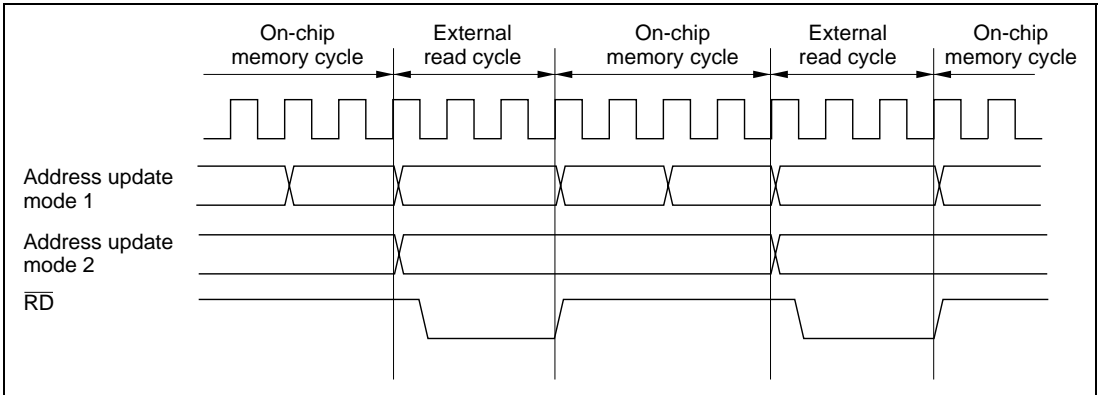 On-chip
memory cycle
External
read cycle
On-chip
memory cycle
External
read cycle
On-chip
memory cycle
Address update
mode 1
Address update
mode 2
R̅D̅